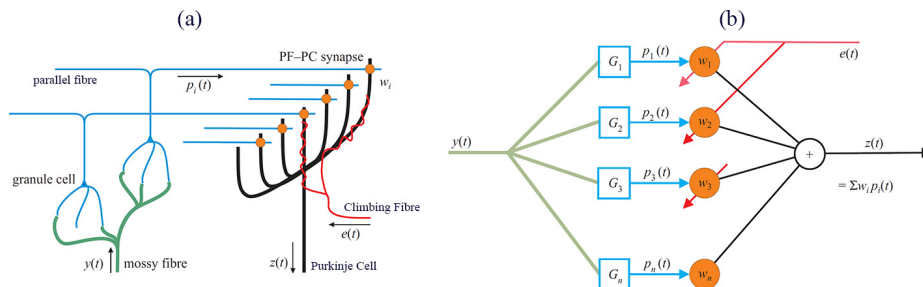 (a)
PF–PC synapse
parallel fibre
p_i(t)
w_i
granule cell
Climbing Fibre
e(t)
y(t)
mossy fibre
z(t)
Purkinje Cell
(b)
G_1
p_1(t)
w_1
e(t)
G_2
p_2(t)
w_2
y(t)
+
z(t)
G_3
p_3(t)
w_3
= Σw_i p_i(t)
G_n
p_n(t)
w_n